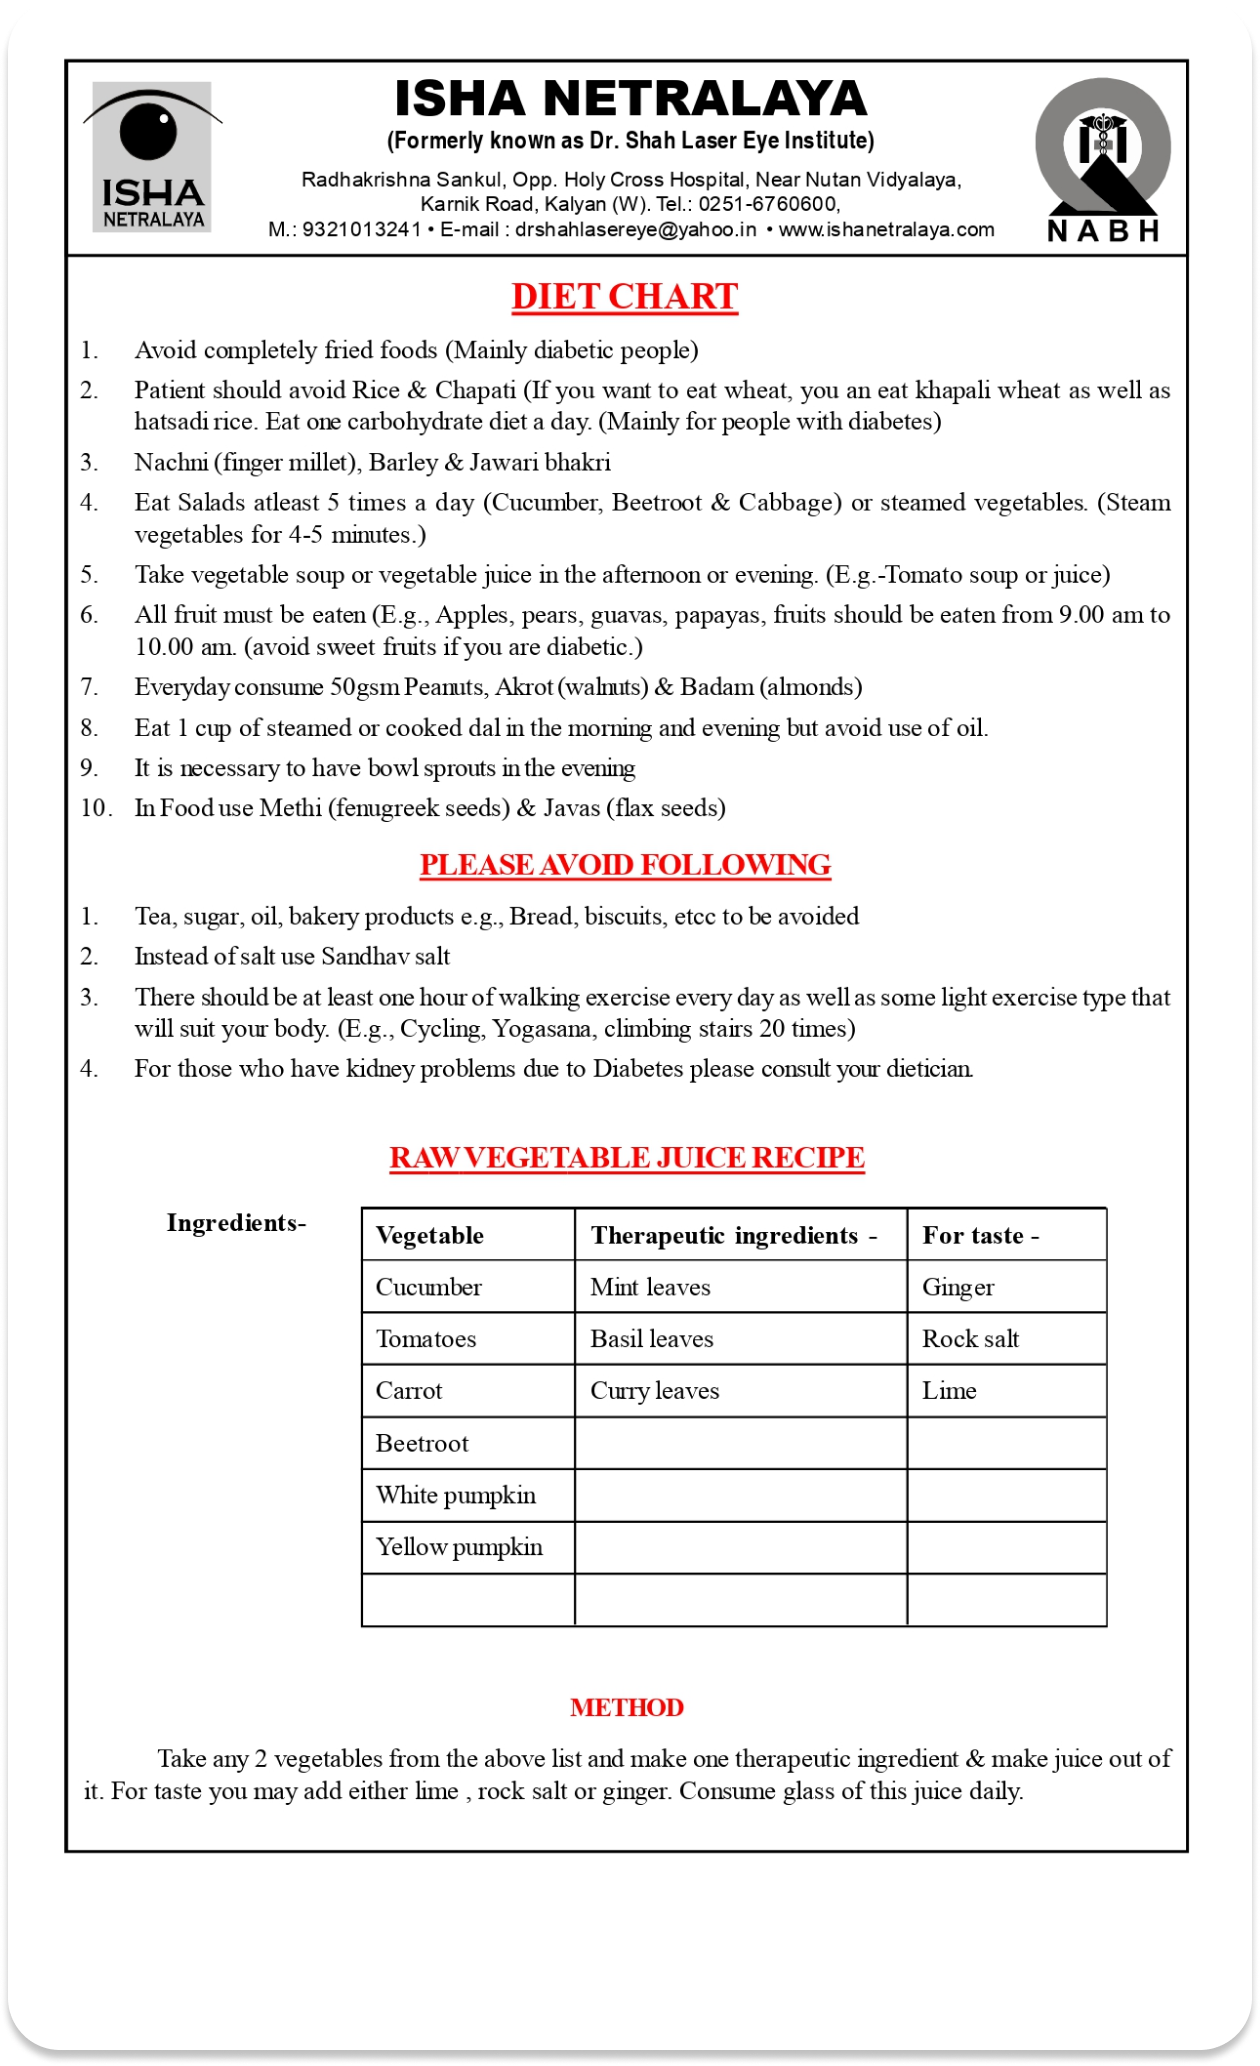 ISHA
NETRALAYA
ISHA NETRALAYA
(Formerly known as Dr. Shah Laser Eye Institute)
Radhakrishna Sankul, Opp. Holy Cross Hospital, Near Nutan Vidyalaya,
Karnik Road, Kalyan (W). Tel.: 0251-6760600,
M.: 9321013241 • E-mail : drshahlasereye@yahoo.in • www.ishanetralaya.com
NABH
DIET CHART
1. Avoid completely fried foods (Mainly diabetic people)
2. Patient should avoid Rice & Chapati (If you want to eat wheat, you an eat khapali wheat as well as
hatsadi rice. Eat one carbohydrate diet a day. (Mainly for people with diabetes)
3. Nachni (finger millet), Barley & Jawari bhakri
4. Eat Salads atleast 5 times a day (Cucumber, Beetroot & Cabbage) or steamed vegetables. (Steam
vegetables for 4-5 minutes.)
5. Take vegetable soup or vegetable juice in the afternoon or evening. (E.g.-Tomato soup or juice)
6. All fruit must be eaten (E.g., Apples, pears, guavas, papayas, fruits should be eaten from 9.00 am to
10.00 am. (avoid sweet fruits if you are diabetic.)
7. Everyday consume 50gsm Peanuts, Akrot (walnuts) & Badam (almonds)
8. Eat 1 cup of steamed or cooked dal in the morning and evening but avoid use of oil.
9. It is necessary to have bowl sprouts in the evening
10. In Food use Methi (fenugreek seeds) & Javas (flax seeds)
PLEASE AVOID FOLLOWING
1. Tea, sugar, oil, bakery products e.g., Bread, biscuits, etcc to be avoided
2. Instead of salt use Sandhav salt
3. There should be at least one hour of walking exercise every day as well as some light exercise type that
will suit your body. (E.g., Cycling, Yogasana, climbing stairs 20 times)
4. For those who have kidney problems due to Diabetes please consult your dietician.
RAW VEGETABLE JUICE RECIPE
Ingredients-
Vegetable Therapeutic ingredients - For taste -
Cucumber Mint leaves Ginger
Tomatoes Basil leaves Rock salt
Carrot Curry leaves Lime
Beetroot
White pumpkin
Yellow pumpkin
METHOD
Take any 2 vegetables from the above list and make one therapeutic ingredient & make juice out of
it. For taste you may add either lime , rock salt or ginger. Consume glass of this juice daily.